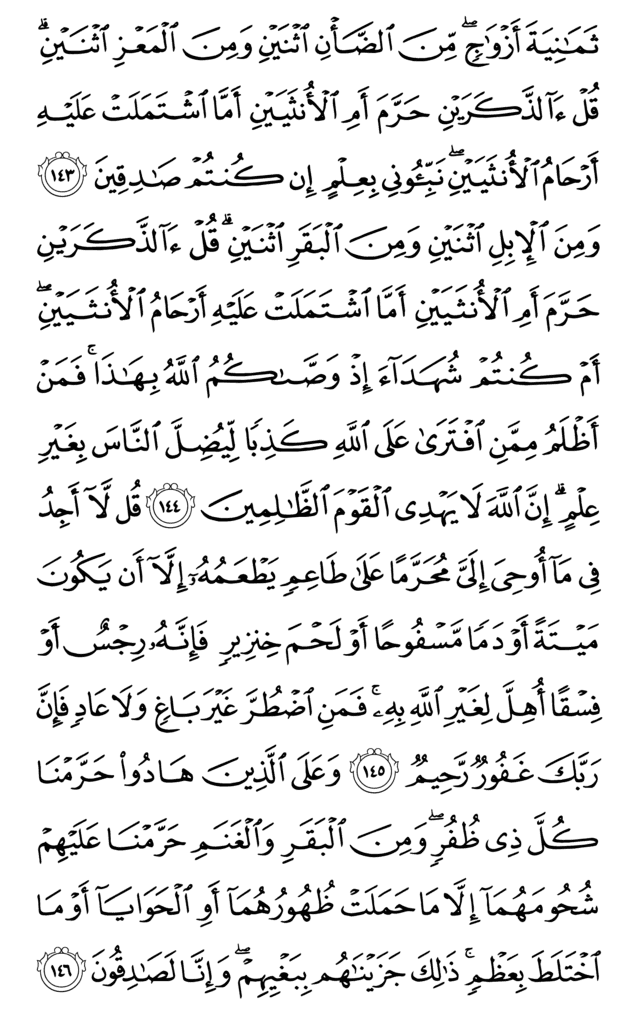 ثَمَٰنِيَةَ أَزۡوَٰجٖۖ مِّنَ ٱلضَّأۡنِ ٱثۡنَيۡنِ وَمِنَ ٱلۡمَعۡزِ ٱثۡنَيۡنِۗ
قُلۡ ءَآلذَّكَرَيۡنِ حَرَّمَ أَمِ ٱلۡأُنثَيَيۡنِ أَمَّا ٱشۡتَمَلَتۡ عَلَيۡهِ
أَرۡحَامُ ٱلۡأُنثَيَيۡنِۖ نَبِّـُٔونِي بِعِلۡمٍ إِن كُنتُمۡ صَٰدِقِينَ ١٤٣
وَمِنَ ٱلۡإِبِلِ ٱثۡنَيۡنِ وَمِنَ ٱلۡبَقَرِ ٱثۡنَيۡنِۗ قُلۡ ءَآلذَّكَرَيۡنِ
حَرَّمَ أَمِ ٱلۡأُنثَيَيۡنِ أَمَّا ٱشۡتَمَلَتۡ عَلَيۡهِ أَرۡحَامُ ٱلۡأُنثَيَيۡنِۖ
أَمۡ كُنتُمۡ شُهَدَآءَ إِذۡ وَصَّىٰكُمُ ٱللَّهُ بِهَٰذَاۚ فَمَنۡ
أَظۡلَمُ مِمَّنِ ٱفۡتَرَىٰ عَلَى ٱللَّهِ كَذِبٗا لِّيُضِلَّ ٱلنَّاسَ بِغَيۡرِ
عِلۡمٍۗ إِنَّ ٱللَّهَ لَا يَهۡدِي ٱلۡقَوۡمَ ٱلظَّٰلِمِينَ ١٤٤ قُل لَّآ أَجِدُ
فِي مَآ أُوحِيَ إِلَيَّ مُحَرَّمًا عَلَىٰ طَاعِمٖ يَطۡعَمُهُۥٓ إِلَّآ أَن يَكُونَ
مَيۡتَةً أَوۡ دَمٗا مَّسۡفُوحًا أَوۡ لَحۡمَ خِنزِيرٖ فَإِنَّهُۥ رِجۡسٌ أَوۡ
فِسۡقًا أُهِلَّ لِغَيۡرِ ٱللَّهِ بِهِۦۚ فَمَنِ ٱضۡطُرَّ غَيۡرَ بَاغٖ وَلَا عَادٖ فَإِنَّ
رَبَّكَ غَفُورٞ رَّحِيمٞ ١٤٥ وَعَلَى ٱلَّذِينَ هَادُواْ حَرَّمۡنَا
كُلَّ ذِي ظُفُرٖۖ وَمِنَ ٱلۡبَقَرِ وَٱلۡغَنَمِ حَرَّمۡنَا عَلَيۡهِمۡ
شُحُومَهُمَآ إِلَّا مَا حَمَلَتۡ ظُهُورُهُمَآ أَوِ ٱلۡحَوَايَآ أَوۡ مَا
ٱخۡتَلَطَ بِعَظۡمٖۚ ذَٰلِكَ جَزَيۡنَٰهُم بِبَغۡيِهِمۡۖ وَإِنَّا لَصَٰدِقُونَ ١٤٦